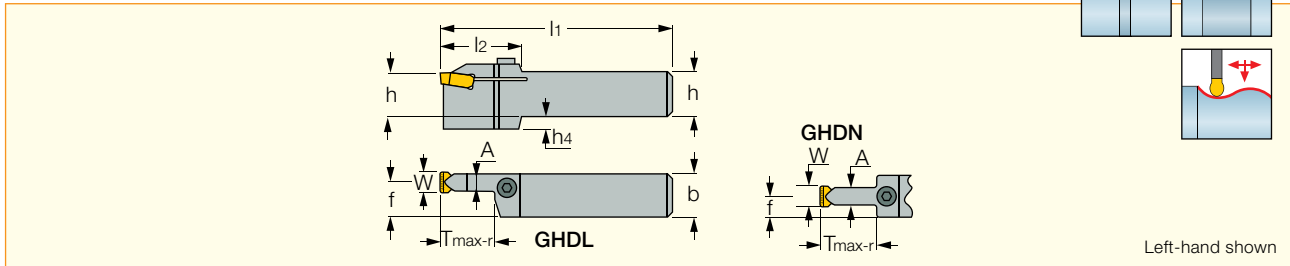 l1
l2
h
h
h4
GHDN
A
W
A
W
f
b
f
Tmax-r
GHDL
Tmax-r
Left-hand shown